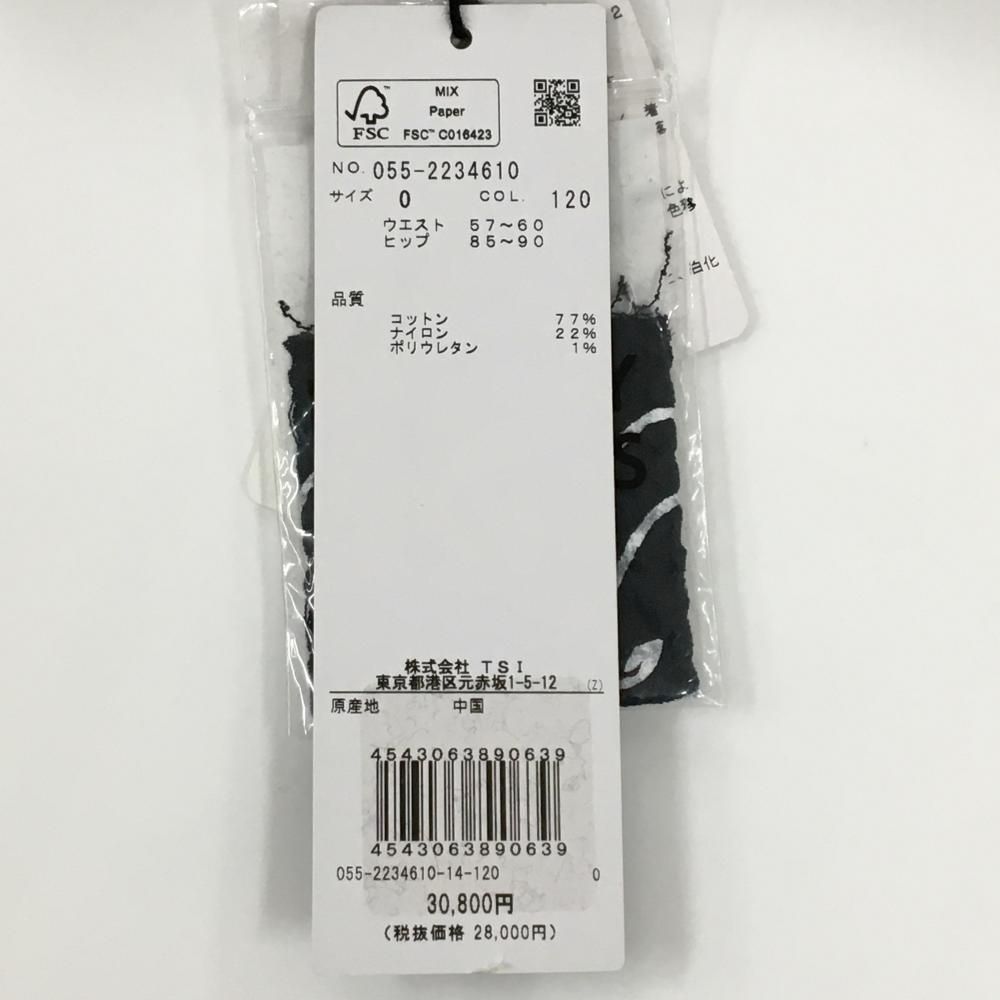 MIX
Paper
FSC
FSC™ C016423
NO. 055-2234610
サイズ 0 COL. 120
ウエスト 57～60
ヒップ 85～90
品質
コットン 77%
ナイロン 22%
ポリウレタン 1%
株式会社 TSI
東京都港区元赤坂1-5-12 (Z)
原産地 中国
4543063890639
4543063890639
055-2234610-14-120 0
30,800円
(税抜価格 28,000円)
2
によ
色移
白化
Y
S